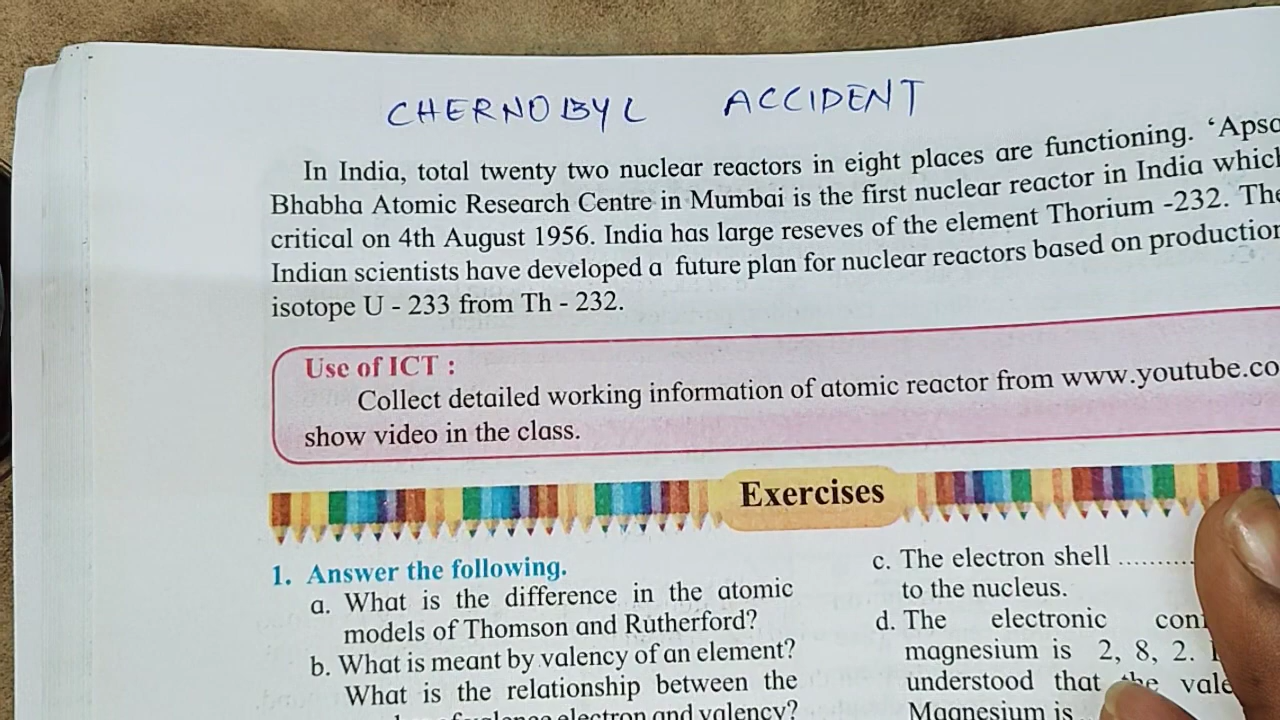 CHERNOBYL ACCIDENT
In India, total twenty two nuclear reactors in eight places are functioning.
Bhabha Atomic Research Centre in Mumbai is the first nuclear reactor in India
critical on 4th August 1956. India has large reseves of the element Thorium -232.
Indian scientists have developed a future plan for nuclear reactors based on
isotope U - 233 from Th - 232.
Use of ICT :
Collect detailed working information of atomic reactor from www.youtube.co
show video in the class.
Exercises
1. Answer the following.
a. What is the difference in the atomic
models of Thomson and Rutherford?
b. What is meant by valency of an element?
What is the relationship between the
electron and valency?
c. The electron shell ..........
to the nucleus.
d. The electronic
magnesium is 2, 8, 2.
understood that the
Magnesium is